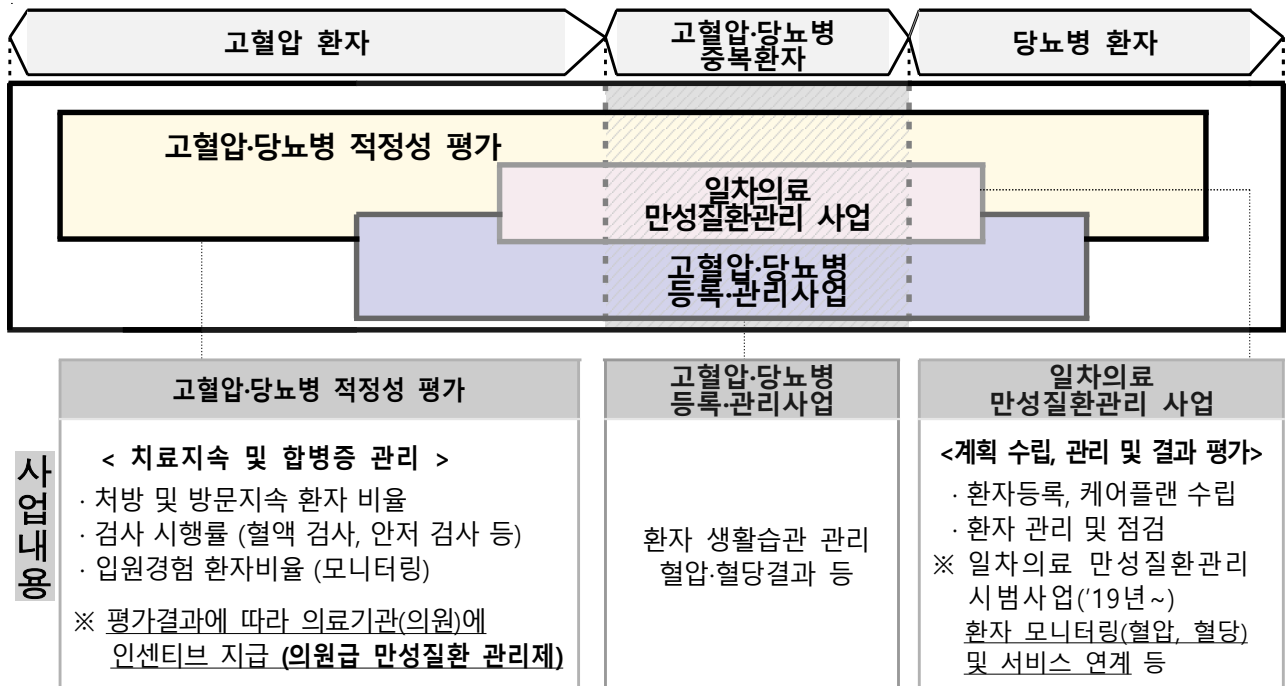 고혈압 환자
고혈압·당뇨병
중복환자
당뇨병 환자
고혈압·당뇨병 적정성 평가
일차의료
만성질환관리 사업
고혈압·당뇨병
등록·관리사업
사업내용
고혈압·당뇨병 적정성 평가
< 치료지속 및 합병증 관리 >
· 처방 및 방문지속 환자 비율
· 검사 시행률 (혈액 검사, 안저 검사 등)
· 입원경험 환자비율 (모니터링)
※ 평가결과에 따라 의료기관(의원)에
인센티브 지급 (의원급 만성질환 관리제)
고혈압·당뇨병
등록·관리사업
환자 생활습관 관리
혈압·혈당결과 등
일차의료
만성질환관리 사업
<계획 수립, 관리 및 결과 평가>
· 환자등록, 케어플랜 수립
· 환자 관리 및 점검
※ 일차의료 만성질환관리
시범사업('19년~)
환자 모니터링(혈압, 혈당)
및 서비스 연계 등